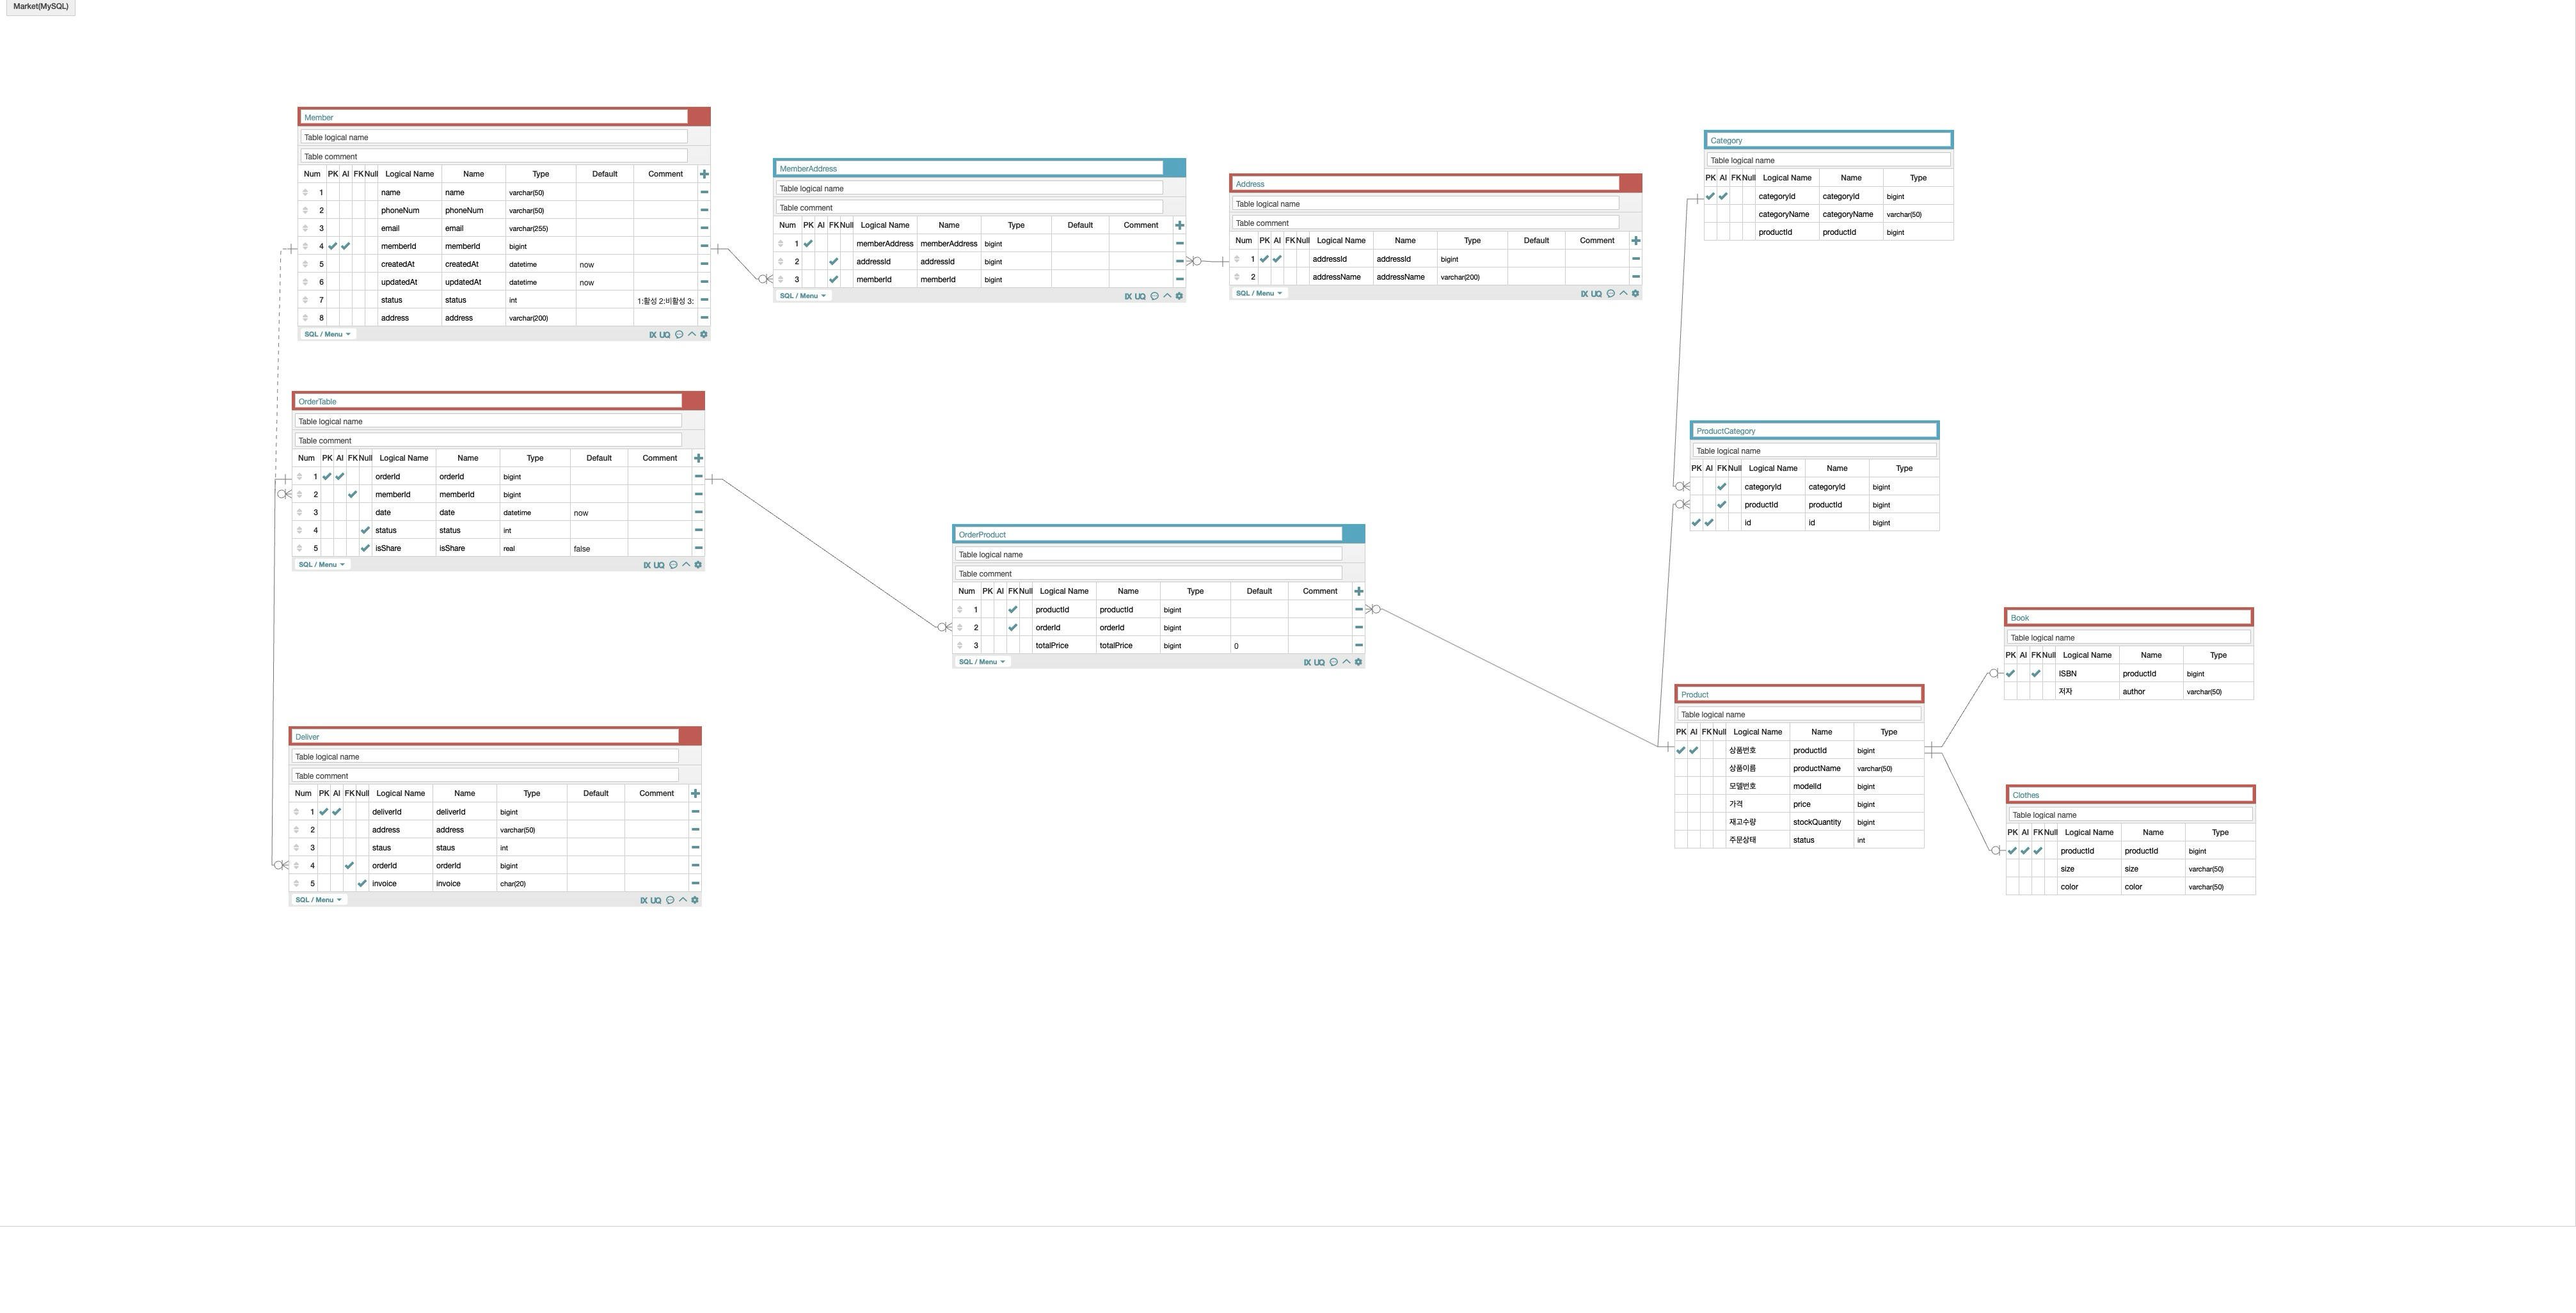 Market(MySQL)
Member
Table logical name
Table comment
Num PK AI FK Null Logical Name Name Type Default Comment
1 name name varchar(50)
2 phoneNum phoneNum varchar(50)
3 email email varchar(255)
4 memberId memberId bigint
5 createdAt createdAt datetime now
6 updatedAt updatedAt datetime now
7 status status int 1:활성 2:비활성 3:
8 address address varchar(200)
SQL / Menu IX UQ
MemberAddress
Table logical name
Table comment
Num PK AI FK Null Logical Name Name Type Default Comment
1 memberAddress memberAddress bigint
2 addressId addressId bigint
3 memberId memberId bigint
SQL / Menu IX UQ
Address
Table logical name
Table comment
Num PK AI FK Null Logical Name Name Type Default Comment
1 addressId addressId bigint
2 addressName addressName varchar(200)
SQL / Menu IX UQ
Category
Table logical name
PK AI FK Null Logical Name Name Type
categoryId categoryId bigint
categoryName categoryName varchar(50)
productId productId bigint
OrderTable
Table logical name
Table comment
Num PK AI FK Null Logical Name Name Type Default Comment
1 orderId orderId bigint
2 memberId memberId bigint
3 date date datetime now
4 status status int
5 isShare isShare real false
SQL / Menu IX UQ
ProductCategory
Table logical name
PK AI FK Null Logical Name Name Type
categoryId categoryId bigint
productId productId bigint
id id bigint
OrderProduct
Table logical name
Table comment
Num PK AI FK Null Logical Name Name Type Default Comment
1 productId productId bigint
2 orderId orderId bigint
3 totalPrice totalPrice bigint 0
SQL / Menu IX UQ
Book
Table logical name
PK AI FK Null Logical Name Name Type
ISBN productId bigint
저자 author varchar(50)
Product
Table logical name
PK AI FK Null Logical Name Name Type
상품번호 productId bigint
상품이름 productName varchar(50)
모델번호 modelId bigint
가격 price bigint
재고수량 stockQuantity bigint
주문상태 status int
Deliver
Table logical name
Table comment
Num PK AI FK Null Logical Name Name Type Default Comment
1 deliverId deliverId bigint
2 address address varchar(50)
3 staus staus int
4 orderId orderId bigint
5 invoice invoice char(20)
SQL / Menu IX UQ
Clothes
Table logical name
PK AI FK Null Logical Name Name Type
productId productId bigint
size size varchar(50)
color color varchar(50)